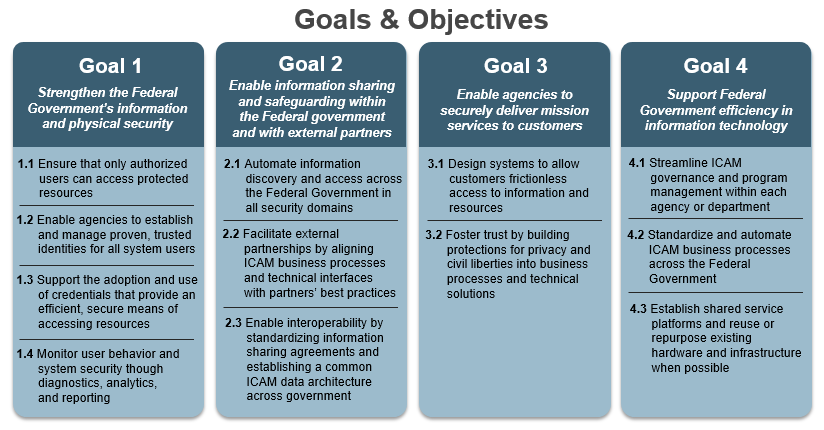 Goals & Objectives
Goal 1
Strengthen the Federal
Government's information
and physical security
1.1 Ensure that only authorized
users can access protected
resources
1.2 Enable agencies to establish
and manage proven, trusted
identities for all system users
1.3 Support the adoption and use
of credentials that provide an
efficient, secure means of
accessing resources
1.4 Monitor user behavior and
system security though
diagnostics, analytics,
and reporting
Goal 2
Enable information sharing
and safeguarding within
the Federal government
and with external partners
2.1 Automate information
discovery and access across
the Federal Government in
all security domains
2.2 Facilitate external
partnerships by aligning
ICAM business processes
and technical interfaces
with partners' best practices
2.3 Enable interoperability by
standardizing information
sharing agreements and
establishing a common
ICAM data architecture
across government
Goal 3
Enable agencies to
securely deliver mission
services to customers
3.1 Design systems to allow
customers frictionless
access to information and
resources
3.2 Foster trust by building
protections for privacy and
civil liberties into business
processes and technical
solutions
Goal 4
Support Federal
Government efficiency in
information technology
4.1 Streamline ICAM
governance and program
management within each
agency or department
4.2 Standardize and automate
ICAM business processes
across the Federal
Government
4.3 Establish shared service
platforms and reuse or
repurpose existing
hardware and infrastructure
when possible